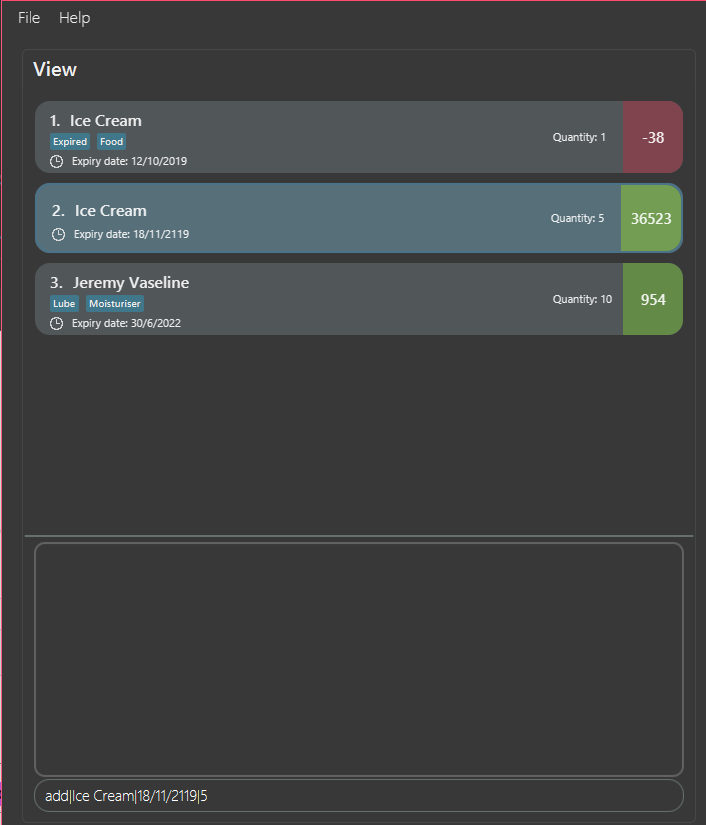 File Help
View
1. Ice Cream
Expired Food
Expiry date: 12/10/2019
Quantity: 1
-38
2. Ice Cream
Expiry date: 18/11/2119
Quantity: 5
36523
3. Jeremy Vaseline
Lube Moisturiser
Expiry date: 30/6/2022
Quantity: 10
954
add|Ice Cream|18/11/2119|5